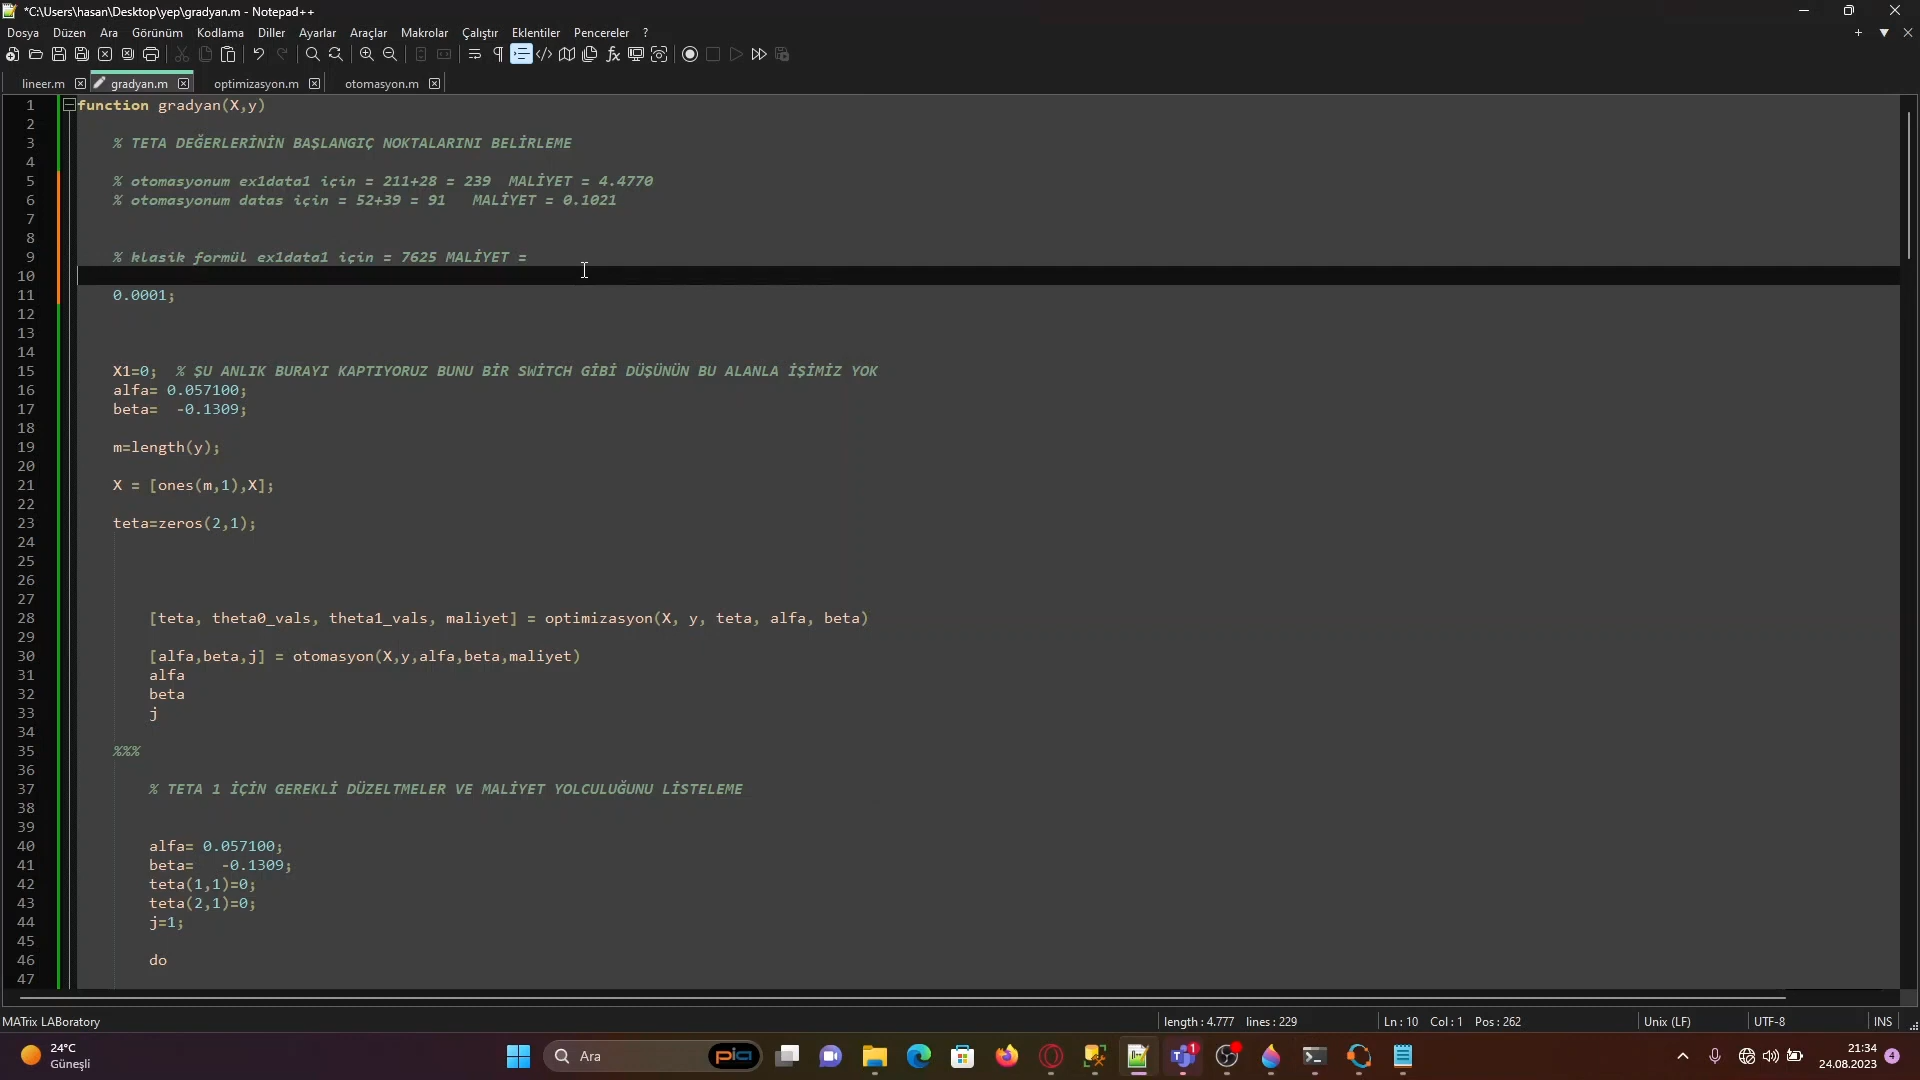 *C:\Users\hasan\Desktop\yep\gradyan.m - Notepad++
Dosya Düzen Ara Görünüm Kodlama Diller Ayarlar Araçlar Makrolar Çalıştır Eklentiler Pencereler ?
lineer.m gradyan.m optimizasyon.m otomasyon.m
1 function gradyan(X,y)
2
3 % TETA DEĞERLERİNİN BAŞLANGIÇ NOKTALARINI BELİRLEME
4
5 % otomasyonum ex1data1 için = 211+28 = 239 MALİYET = 4.4770
6 % otomasyonum datas için = 52+39 = 91 MALİYET = 0.1021
7
8
9 % klasik formül ex1data1 için = 7625 MALİYET =
10
11 0.0001;
12
13
14
15 X1=0; % ŞU ANLIK BURAYI KAPTIYORUZ BUNU BİR SWİTCH GİBİ DÜŞÜNÜN BU ALANLA İŞİMİZ YOK
16 alfa= 0.057100;
17 beta= -0.1309;
18
19 m=length(y);
20
21 X = [ones(m,1),X];
22
23 teta=zeros(2,1);
24
25
26
27
28 [teta, theta0_vals, theta1_vals, maliyet] = optimizasyon(X, y, teta, alfa, beta)
29
30 [alfa,beta,j] = otomasyon(X,y,alfa,beta,maliyet)
31 alfa
32 beta
33 j
34
35 %%%
36
37 % TETA 1 İÇİN GEREKLİ DÜZELTMELER VE MALİYET YOLCULUĞUNU LİSTELEME
38
39
40 alfa= 0.057100;
41 beta= -0.1309;
42 teta(1,1)=0;
43 teta(2,1)=0;
44 j=1;
45
46 do
47
MATrix LABoratory length : 4.777 lines : 229 Ln : 10 Col : 1 Pos : 262 Unix (LF) UTF-8 INS
24°C
Güneşli
Ara pia 1
21:34
24.08.2023 4